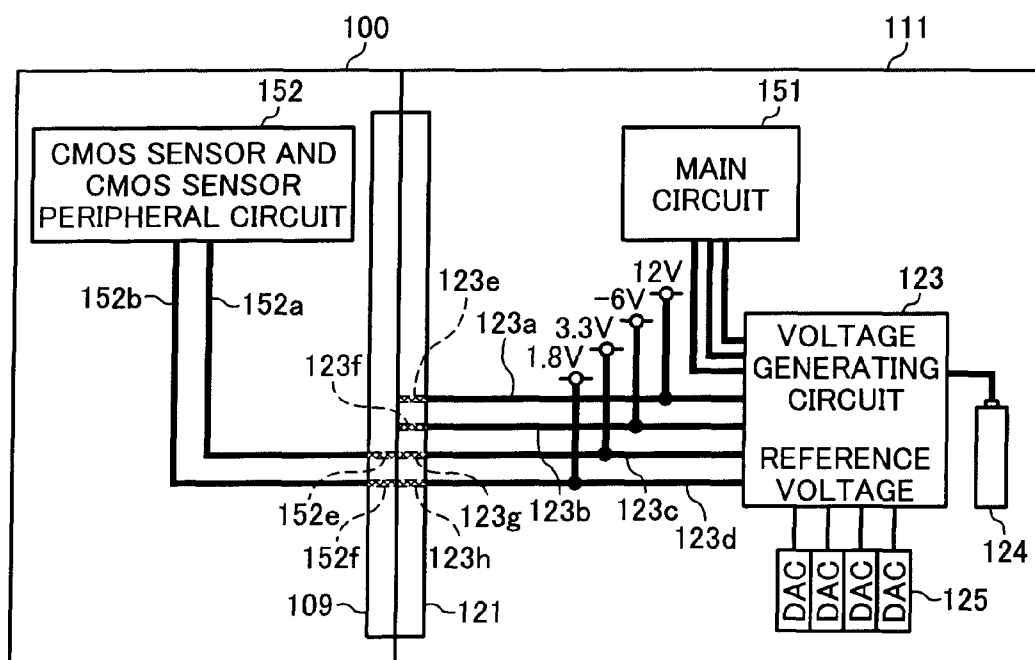 100
111
152
151
CMOS SENSOR AND
CMOS SENSOR
PERIPHERAL CIRCUIT
MAIN
CIRCUIT
12V
-6V
3.3V
1.8V
123e
123a
123
152b
152a
123f
VOLTAGE
GENERATING
CIRCUIT
REFERENCE
VOLTAGE
152e
123g
123b
123c
123d
152f
123h
124
109
121
DAC
DAC
DAC
DAC
125